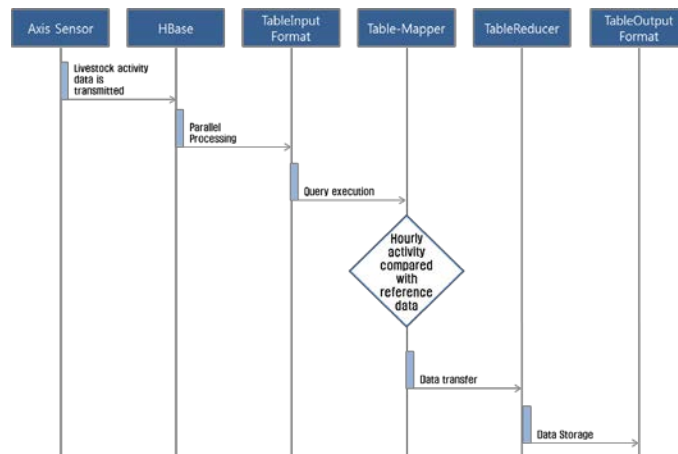 Axis Sensor
HBase
TableInput
Format
Table-Mapper
TableReducer
TableOutput
Format
Livestock activity
data is
transmitted
Parallel
Processing
Query execution
Hourly
activity
compared
with
reference
data
Data transfer
Data Storage